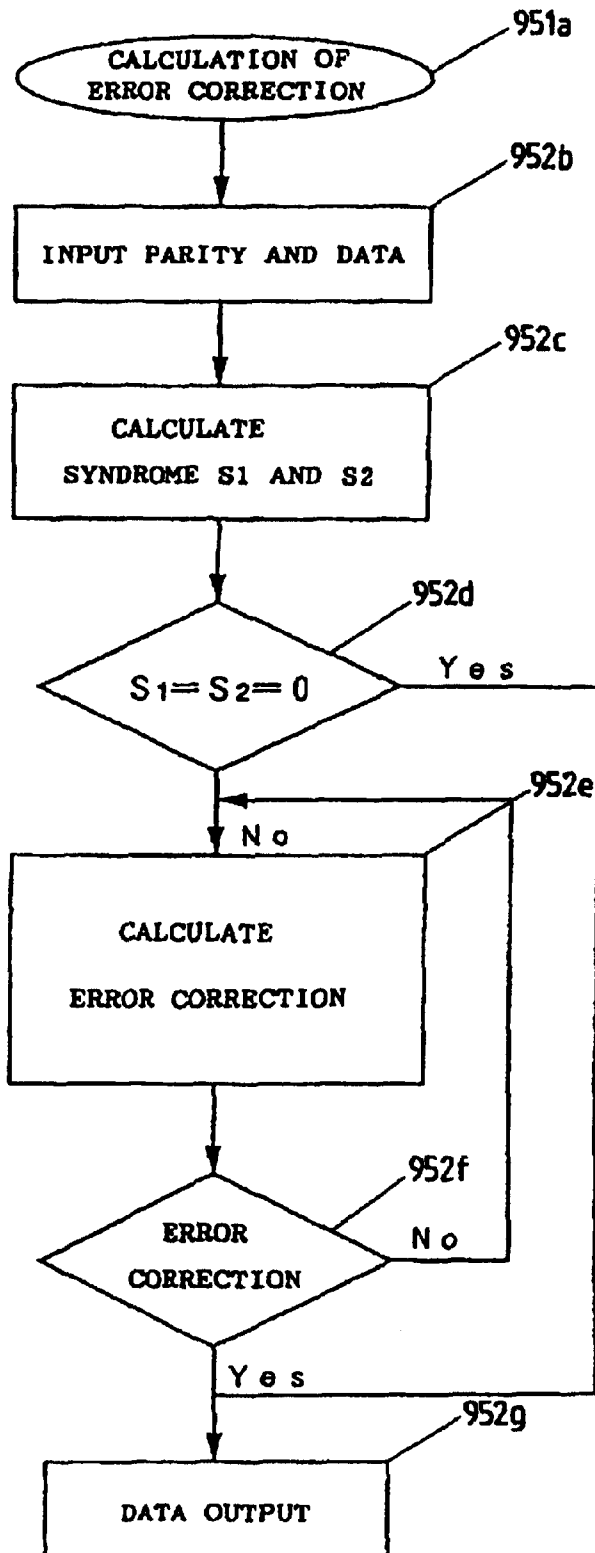 951a
CALCULATION OF
ERROR CORRECTION
952b
INPUT PARITY AND DATA
952c
CALCULATE
SYNDROME S1 AND S2
952d
S1=S2=0
Yes
952e
No
CALCULATE
ERROR CORRECTION
952f
ERROR
CORRECTION
No
Yes
952g
DATA OUTPUT